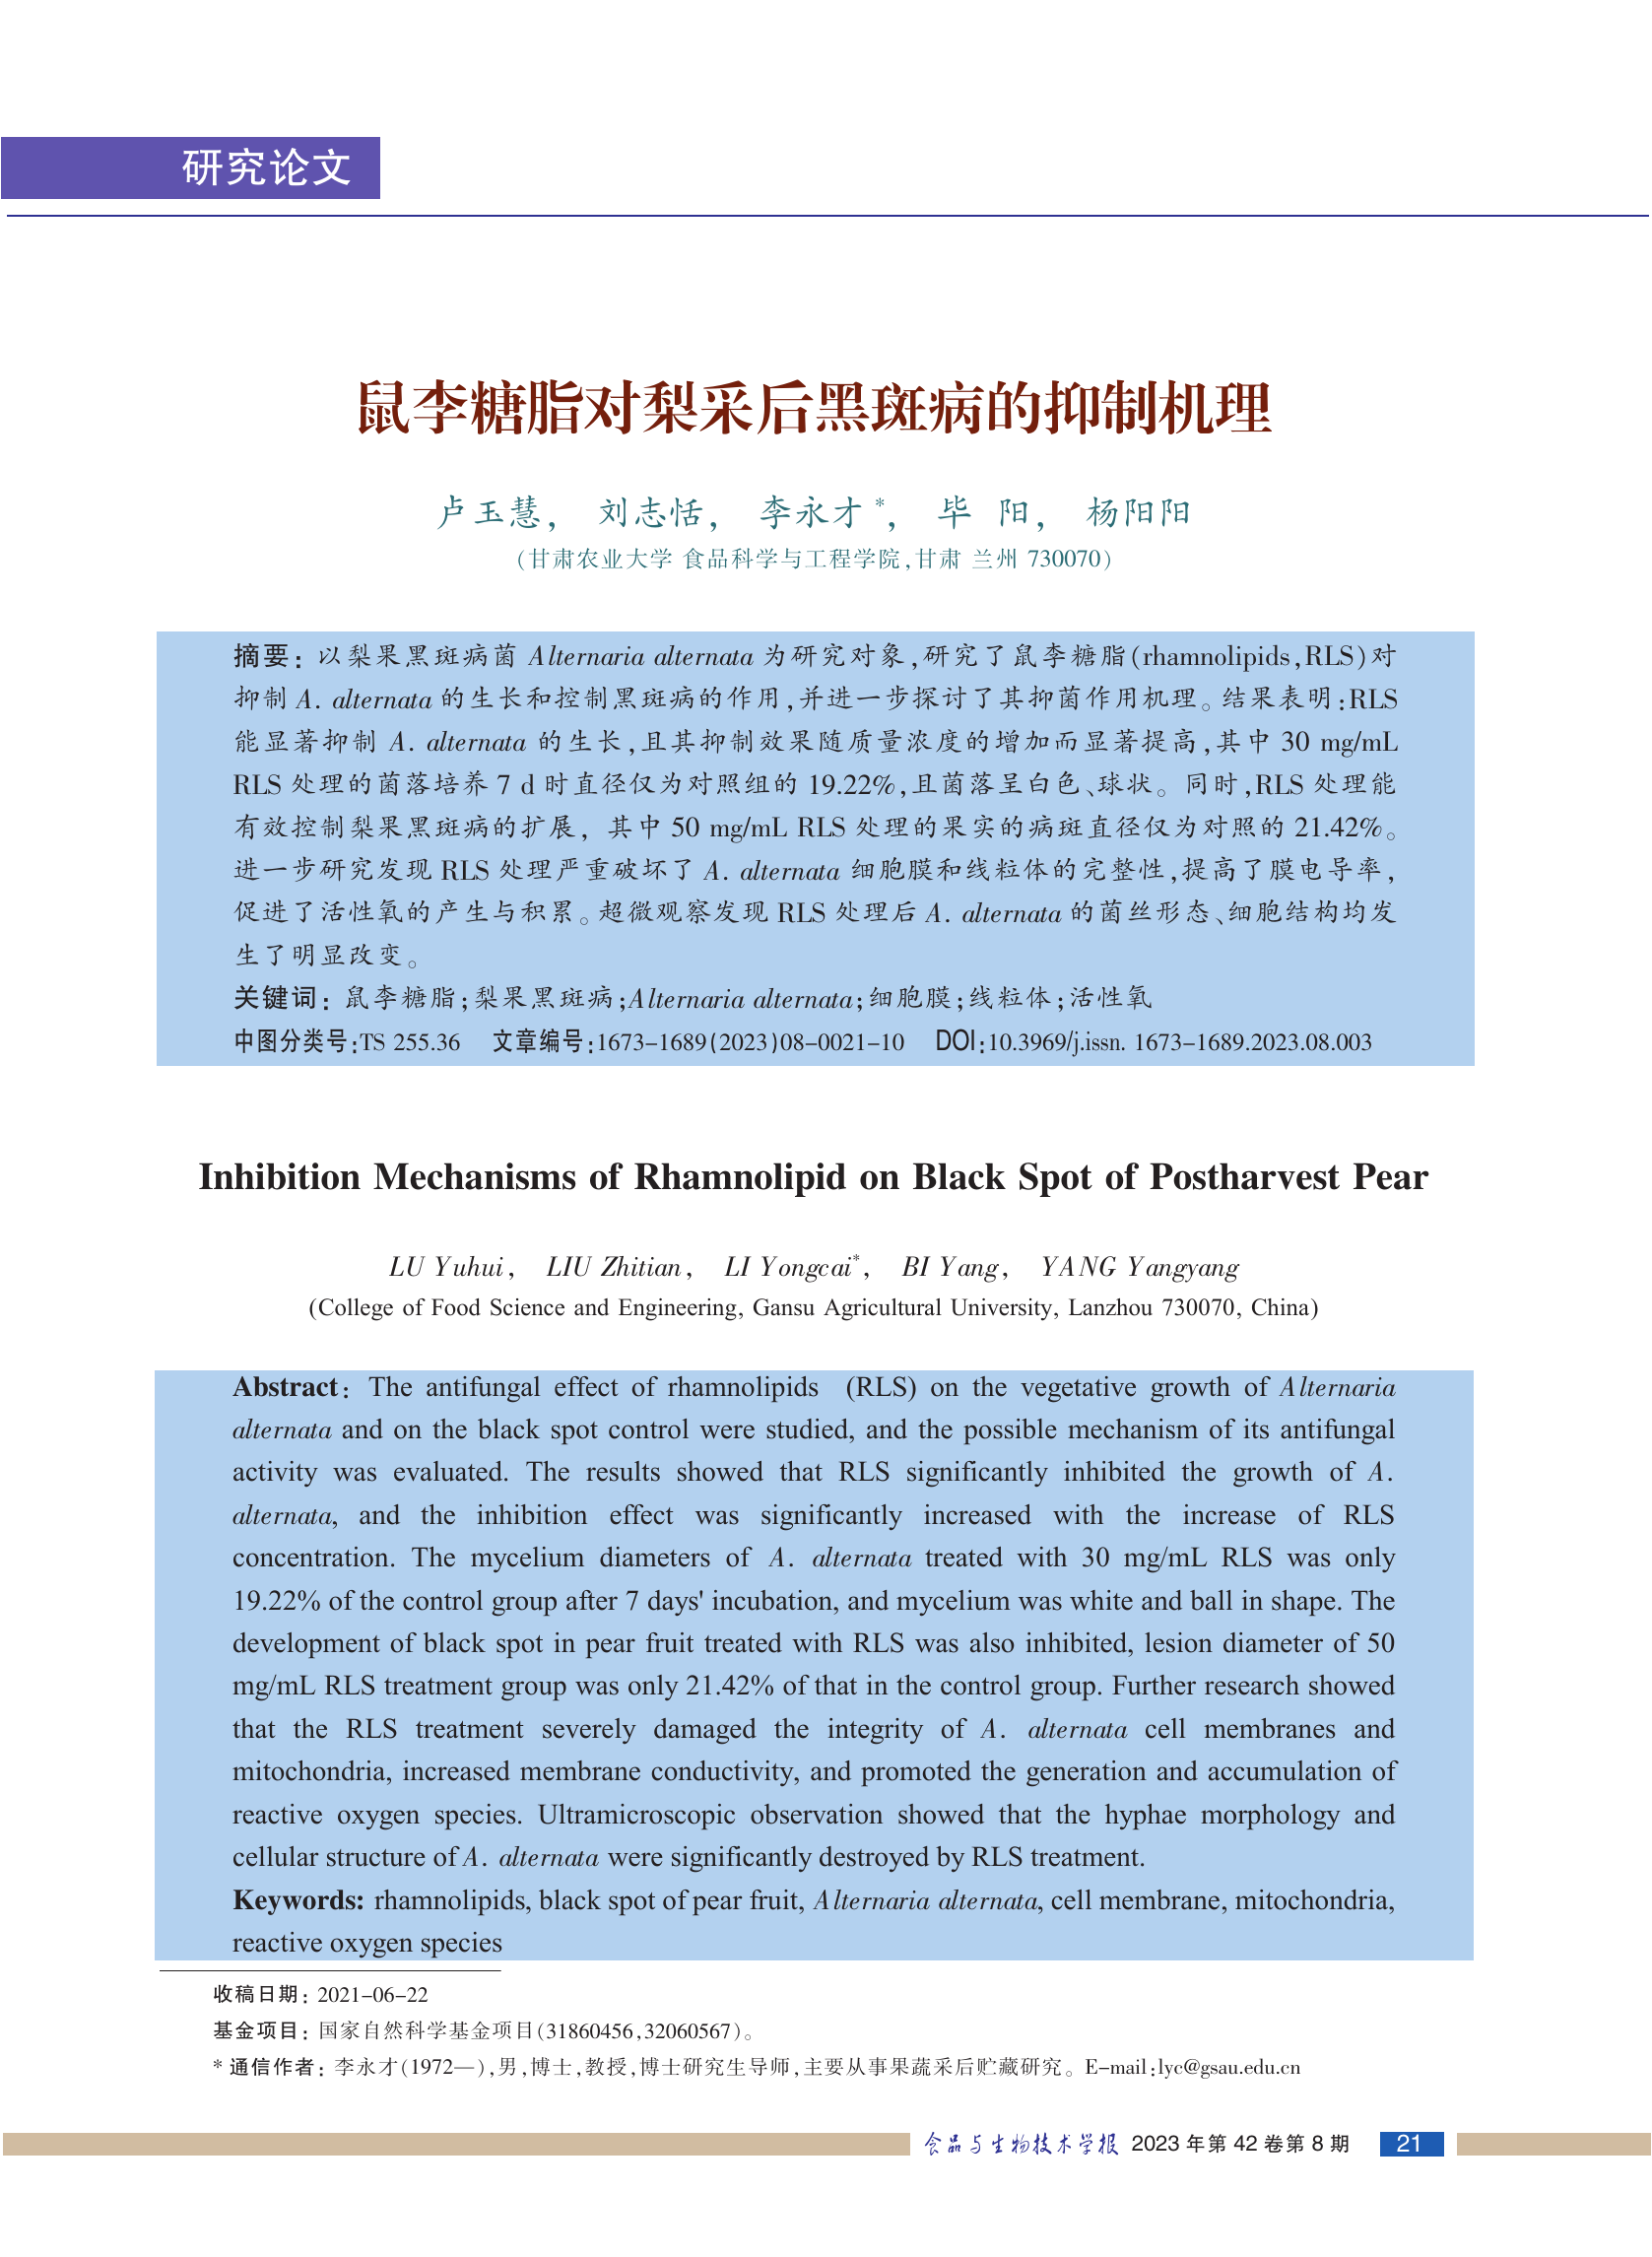 研究论文
鼠李糖脂对梨采后黑斑病的抑制机理
卢玉慧， 刘志恬， 李永才*， 毕 阳， 杨阳阳
(甘肃农业大学 食品科学与工程学院,甘肃 兰州 730070)
摘要: 以梨果黑斑病菌 Alternaria alternata 为研究对象,研究了鼠李糖脂(rhamnolipids,RLS)对
抑制 A. alternata 的生长和控制黑斑病的作用,并进一步探讨了其抑菌作用机理。结果表明:RLS
能显著抑制 A. alternata 的生长,且其抑制效果随质量浓度的增加而显著提高,其中 30 mg/mL
RLS 处理的菌落培养 7 d 时直径仅为对照组的 19.22%,且菌落呈白色、球状。同时,RLS 处理能
有效控制梨果黑斑病的扩展，其中 50 mg/mL RLS 处理的果实的病斑直径仅为对照的 21.42%。
进一步研究发现 RLS 处理严重破坏了 A. alternata 细胞膜和线粒体的完整性,提高了膜电导率,
促进了活性氧的产生与积累。超微观察发现 RLS 处理后 A. alternata 的菌丝形态、细胞结构均发
生了明显改变。
关键词: 鼠李糖脂;梨果黑斑病;Alternaria alternata;细胞膜;线粒体;活性氧
中图分类号:TS 255.36 文章编号:1673-1689(2023)08-0021-10 DOI:10.3969/j.issn. 1673-1689.2023.08.003
Inhibition Mechanisms of Rhamnolipid on Black Spot of Postharvest Pear
LU Yuhui, LIU Zhitian, LI Yongcai*, BI Yang, YANG Yangyang
(College of Food Science and Engineering, Gansu Agricultural University, Lanzhou 730070, China)
Abstract: The antifungal effect of rhamnolipids (RLS) on the vegetative growth of Alternaria
alternata and on the black spot control were studied, and the possible mechanism of its antifungal
activity was evaluated. The results showed that RLS significantly inhibited the growth of A.
alternata, and the inhibition effect was significantly increased with the increase of RLS
concentration. The mycelium diameters of A. alternata treated with 30 mg/mL RLS was only
19.22% of the control group after 7 days' incubation, and mycelium was white and ball in shape. The
development of black spot in pear fruit treated with RLS was also inhibited, lesion diameter of 50
mg/mL RLS treatment group was only 21.42% of that in the control group. Further research showed
that the RLS treatment severely damaged the integrity of A. alternata cell membranes and
mitochondria, increased membrane conductivity, and promoted the generation and accumulation of
reactive oxygen species. Ultramicroscopic observation showed that the hyphae morphology and
cellular structure of A. alternata were significantly destroyed by RLS treatment.
Keywords: rhamnolipids, black spot of pear fruit, Alternaria alternata, cell membrane, mitochondria,
reactive oxygen species
收稿日期: 2021-06-22
基金项目: 国家自然科学基金项目(31860456,32060567)。
* 通信作者: 李永才(1972—),男,博士,教授,博士研究生导师,主要从事果蔬采后贮藏研究。E-mail:lyc@gsau.edu.cn
食品与生物技术学报 2023 年第 42 卷第 8 期 21